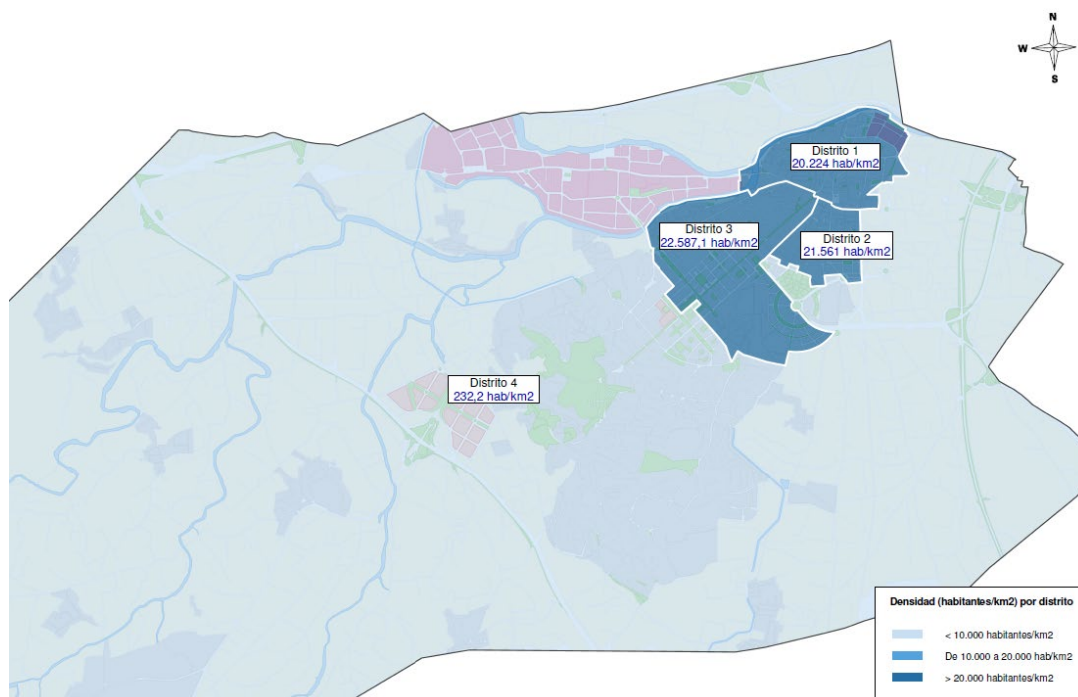 N
W
S
Distrito 1
20.224 hab/km2
Distrito 3
22.587,1 hab/km2
Distrito 2
21.561 hab/km2
Distrito 4
232,2 hab/km2
Densidad (habitantes/km2) por distrito
< 10.000 habitantes/km2
De 10.000 a 20.000 hab/km2
> 20.000 habitantes/km2